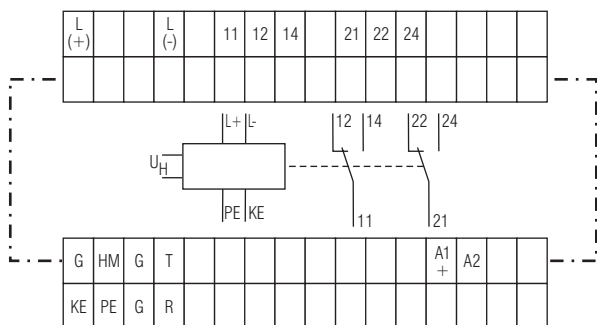 L (+) L (-) 11 12 14 21 22 24
L+ L- 12 14 22 24
UH
PE KE 11 21
G HM G T A1 + A2
KE PE G R